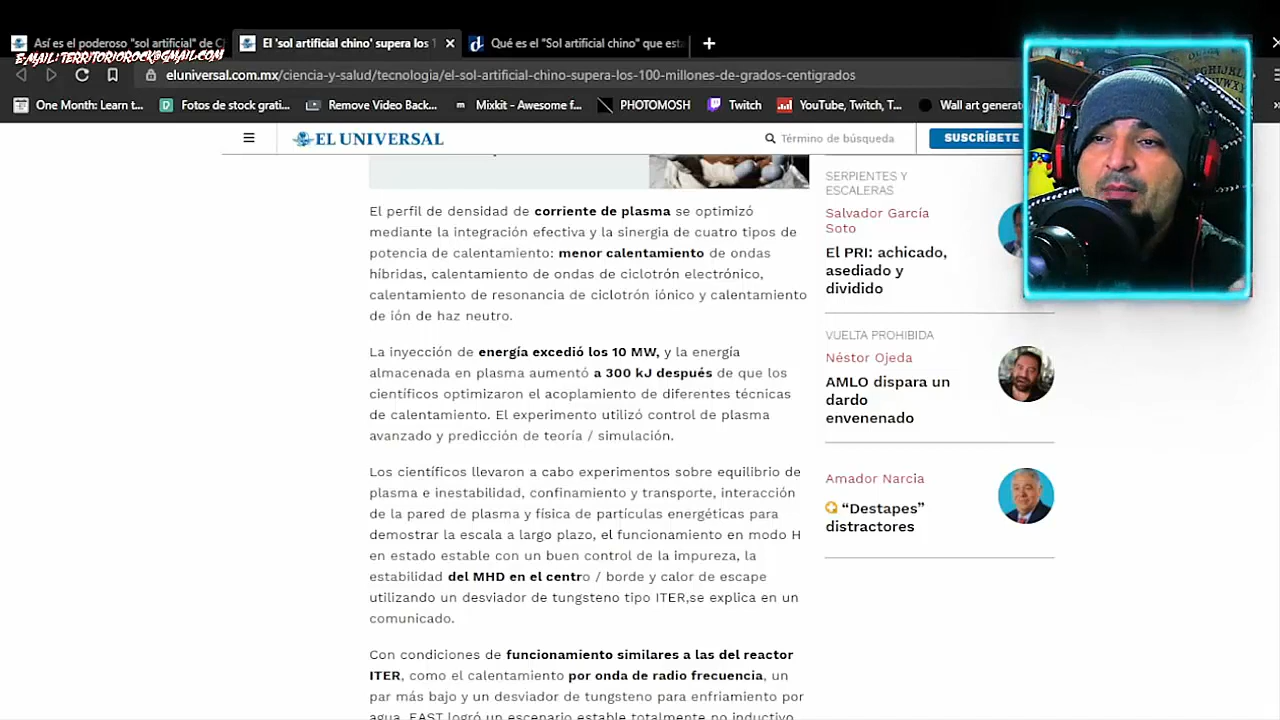 Así es el poderoso "sol artificial" de C
El 'sol artificial chino' supera los 1
Qué es el "Sol artificial chino" que esta
E-MAIL: TERRITORIOROCK@GMAIL.COM
eluniversal.com.mx/ciencia-y-salud/tecnologia/el-sol-artificial-chino-supera-los-100-millones-de-grados-centigrados
One Month: Learn t...
Fotos de stock grati...
Remove Video Back...
Mixkit - Awesome f...
PHOTOMOSH
Twitch
YouTube, Twitch, T...
Wall art generat
EL UNIVERSAL
Término de búsqueda
SUSCRÍBETE
El perfil de densidad de corriente de plasma se optimizó
mediante la integración efectiva y la sinergia de cuatro tipos de
potencia de calentamiento: menor calentamiento de ondas
híbridas, calentamiento de ondas de ciclotrón electrónico,
calentamiento de resonancia de ciclotrón iónico y calentamiento
de ión de haz neutro.
La inyección de energía excedió los 10 MW, y la energía
almacenada en plasma aumentó a 300 kJ después de que los
científicos optimizaron el acoplamiento de diferentes técnicas
de calentamiento. El experimento utilizó control de plasma
avanzado y predicción de teoría / simulación.
Los científicos llevaron a cabo experimentos sobre equilibrio de
plasma e inestabilidad, confinamiento y transporte, interacción
de la pared de plasma y física de partículas energéticas para
demostrar la escala a largo plazo, el funcionamiento en modo H
en estado estable con un buen control de la impureza, la
estabilidad del MHD en el centro / borde y calor de escape
utilizando un desviador de tungsteno tipo ITER,se explica en un
comunicado.
Con condiciones de funcionamiento similares a las del reactor
ITER, como el calentamiento por onda de radio frecuencia, un
par más bajo y un desviador de tungsteno para enfriamiento por
agua, EAST logró un escenario estable totalmente no inductivo
SERPIENTES Y
ESCALERAS
Salvador García
Soto
El PRI: achicado,
asediado y
dividido
VUELTA PROHIBIDA
Néstor Ojeda
AMLO dispara un
dardo
envenenado
Amador Narcia
“Destapes”
distractores